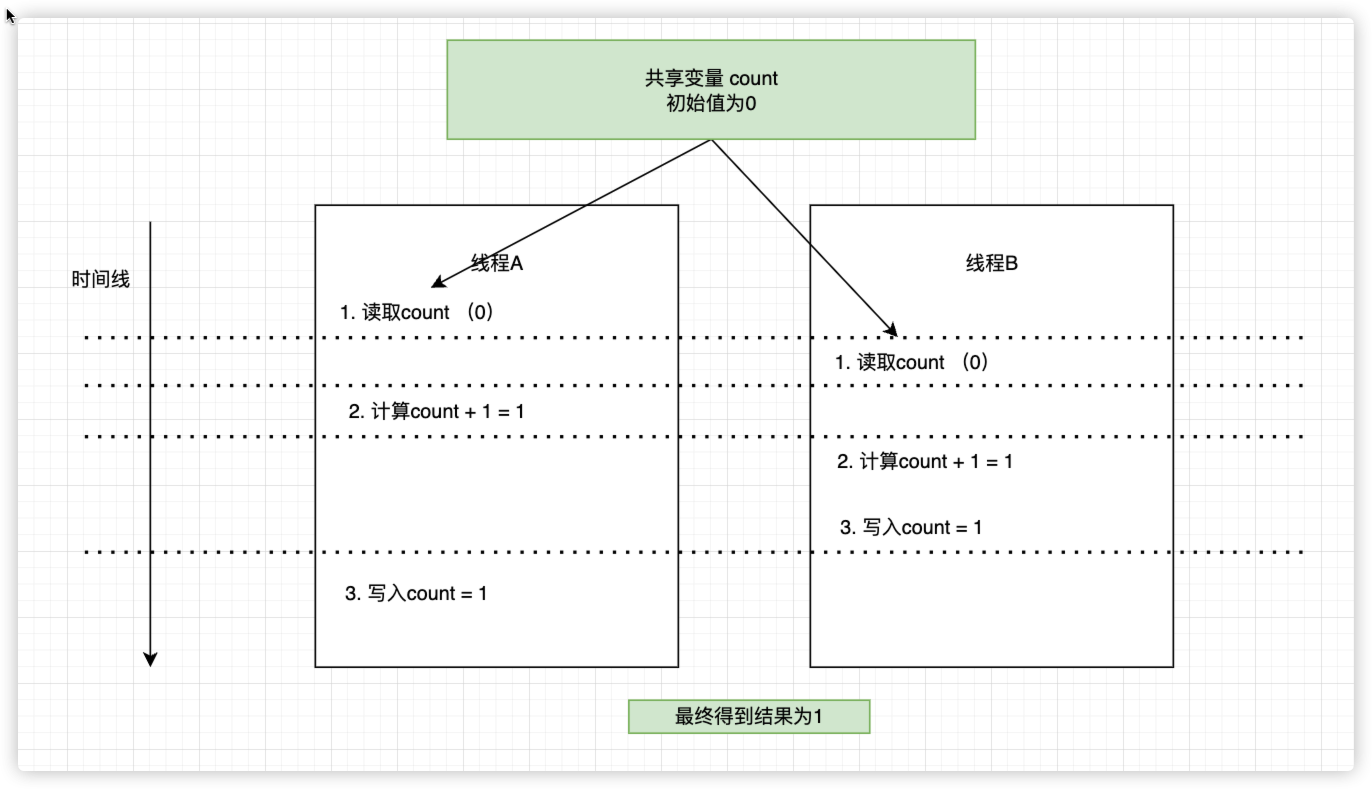 共享变量 count
初始值为0
时间线
线程A
线程B
1. 读取count （0）
1. 读取count （0）
2. 计算count + 1 = 1
2. 计算count + 1 = 1
3. 写入count = 1
3. 写入count = 1
最终得到结果为1